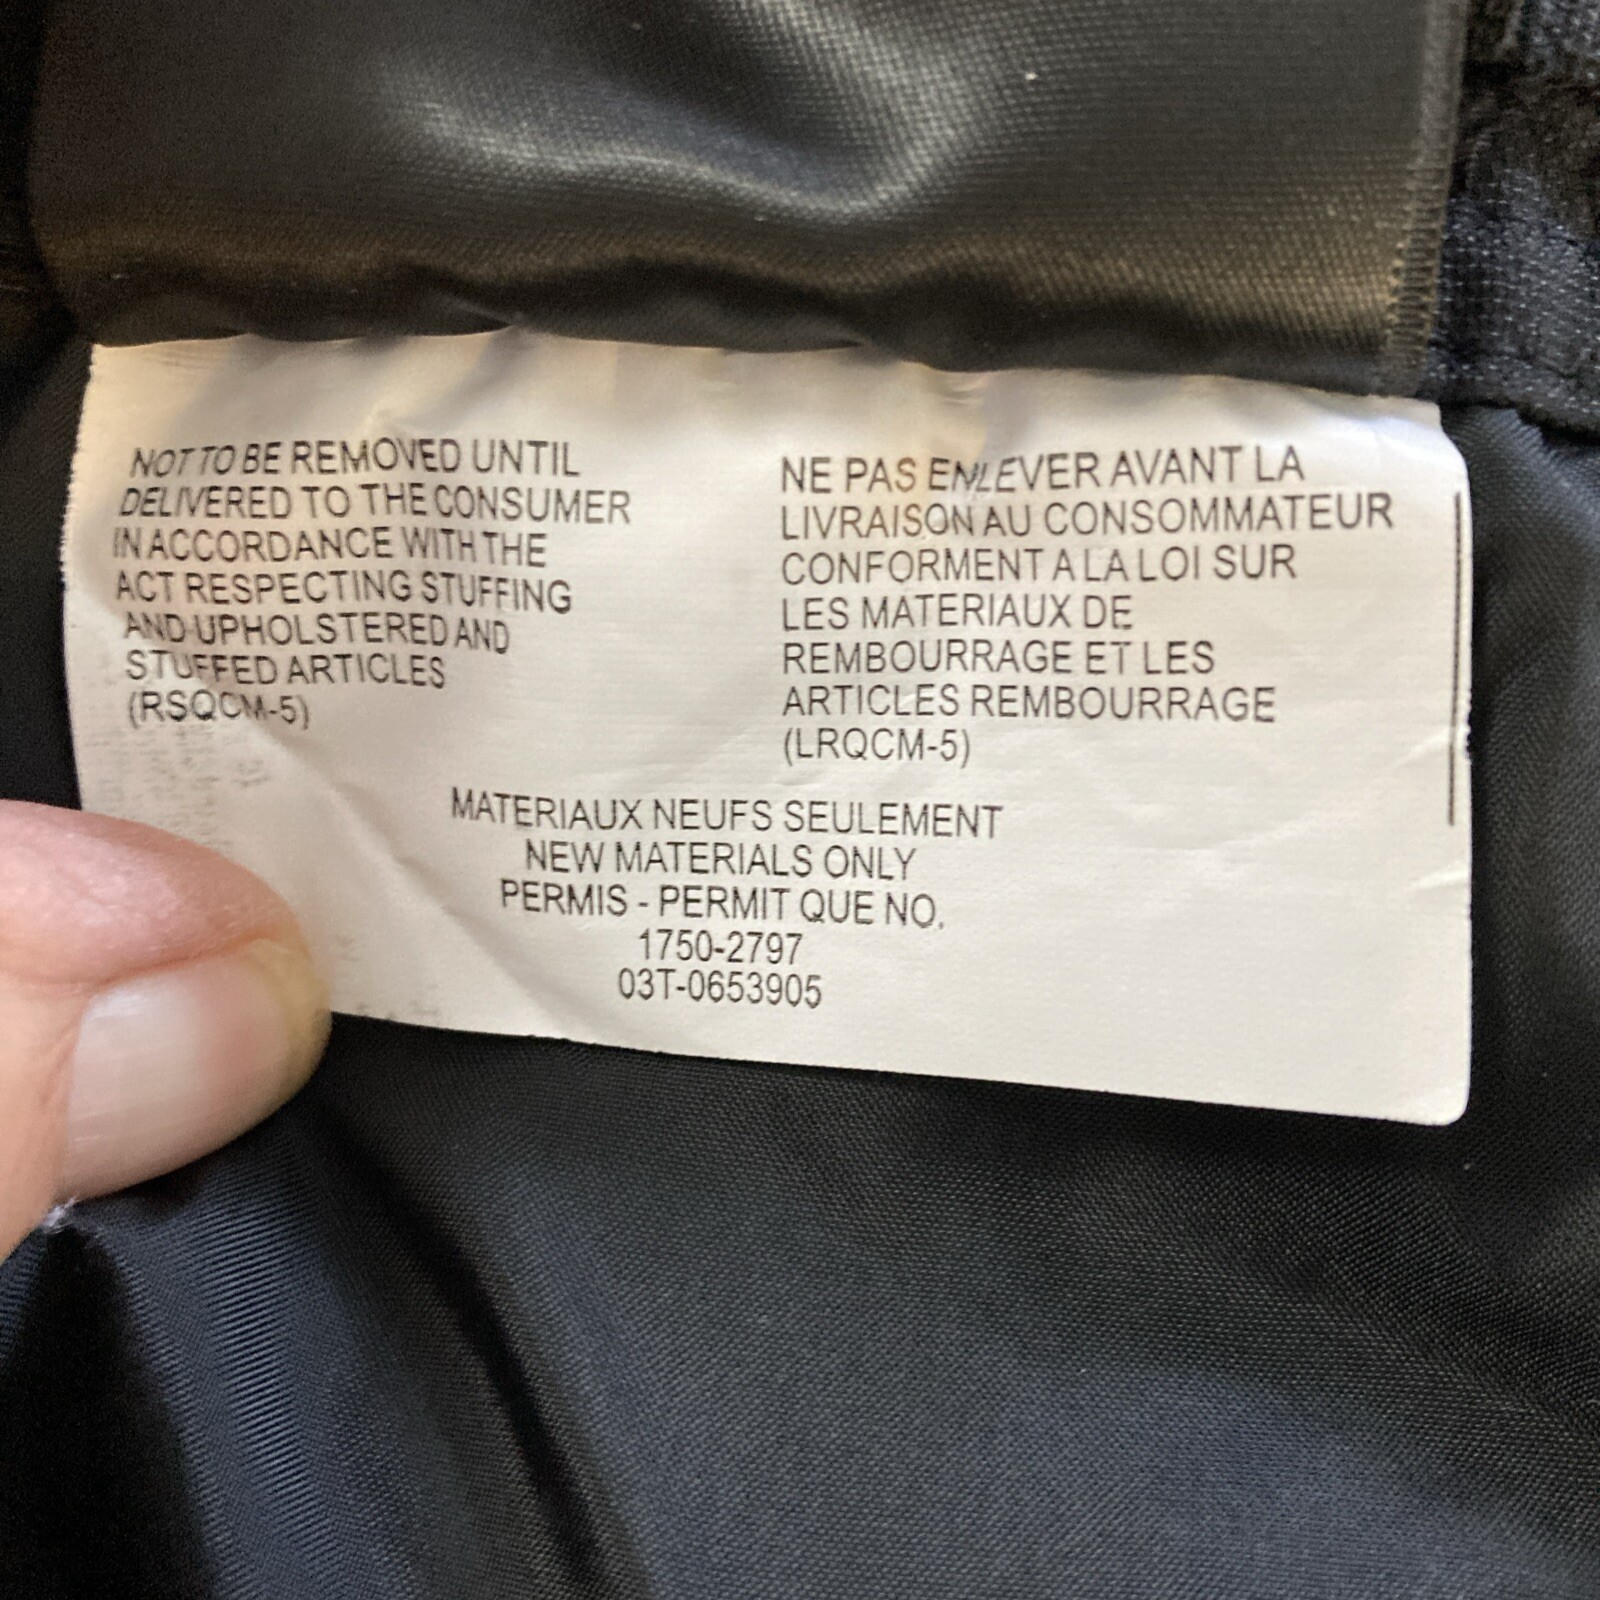 NOT TO BE REMOVED UNTIL
DELIVERED TO THE CONSUMER
IN ACCORDANCE WITH THE
ACT RESPECTING STUFFING
AND UPHOLSTERED AND
STUFFED ARTICLES
(RSQCM-5)
NE PAS ENLEVER AVANT LA
LIVRAISON AU CONSOMMATEUR
CONFORMENT A LA LOI SUR
LES MATERIAUX DE
REMBOURRAGE ET LES
ARTICLES REMBOURRAGE
(LRQCM-5)
MATERIAUX NEUFS SEULEMENT
NEW MATERIALS ONLY
PERMIS - PERMIT QUE NO.
1750-2797
03T-0653905